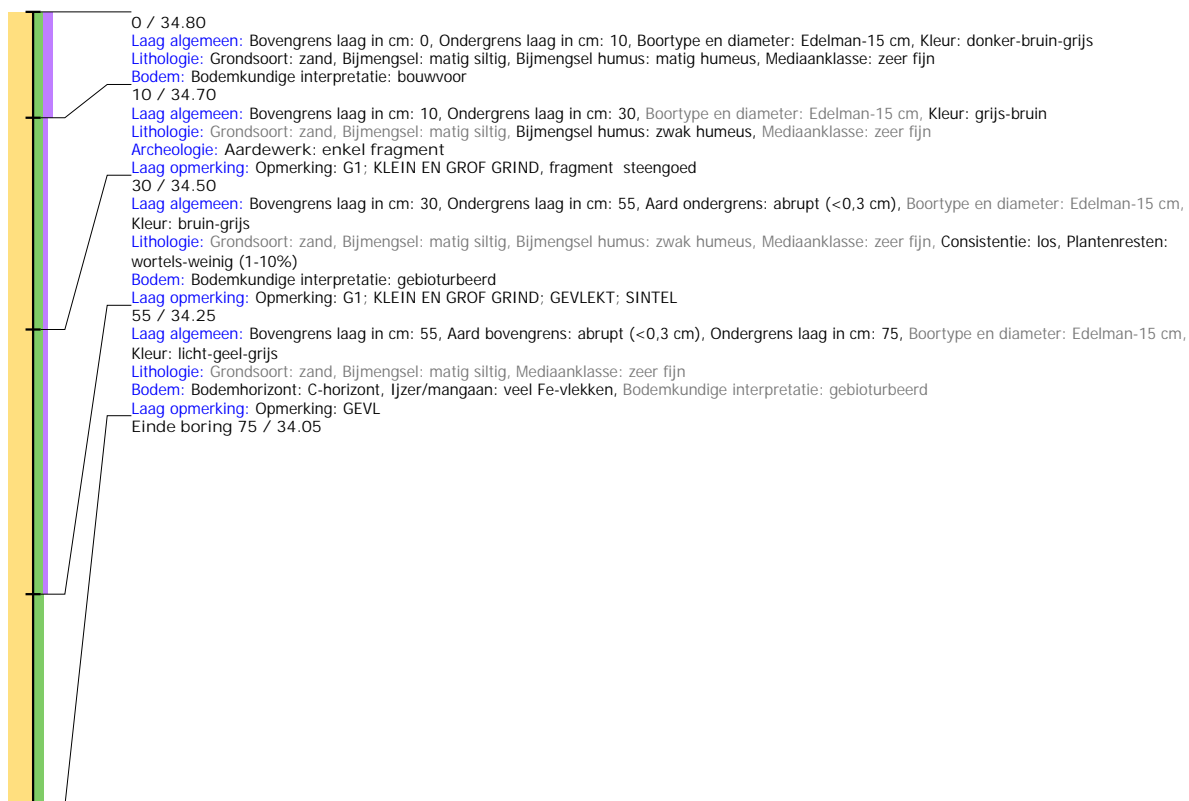 0 / 34.80
Laag algemeen: Bovengrens laag in cm: 0, Ondergrens laag in cm: 10, Boortype en diameter: Edelman-15 cm, Kleur: donker-bruin-grijs
Lithologie: Grondsoort: zand, Bijmengsel: matig siltig, Bijmengsel humus: matig humeus, Mediaanklasse: zeer fijn
Bodem: Bodemkundige interpretatie: bouwvoor
10 / 34.70
Laag algemeen: Bovengrens laag in cm: 10, Ondergrens laag in cm: 30, Boortype en diameter: Edelman-15 cm, Kleur: grijs-bruin
Lithologie: Grondsoort: zand, Bijmengsel: matig siltig, Bijmengsel humus: zwak humeus, Mediaanklasse: zeer fijn
Archeologie: Aardewerk: enkel fragment
Laag opmerking: Opmerking: G1; KLEIN EN GROF GRIND, fragment  steengoed
30 / 34.50
Laag algemeen: Bovengrens laag in cm: 30, Ondergrens laag in cm: 55, Aard ondergrens: abrupt (<0,3 cm), Boortype en diameter: Edelman-15 cm,
Kleur: bruin-grijs
Lithologie: Grondsoort: zand, Bijmengsel: matig siltig, Bijmengsel humus: zwak humeus, Mediaanklasse: zeer fijn, Consistentie: los, Plantenresten:
wortels-weinig (1-10%)
Bodem: Bodemkundige interpretatie: gebioturbeerd
Laag opmerking: Opmerking: G1; KLEIN EN GROF GRIND; GEVLEKT; SINTEL
55 / 34.25
Laag algemeen: Bovengrens laag in cm: 55, Aard bovengrens: abrupt (<0,3 cm), Ondergrens laag in cm: 75, Boortype en diameter: Edelman-15 cm,
Kleur: licht-geel-grijs
Lithologie: Grondsoort: zand, Bijmengsel: matig siltig, Mediaanklasse: zeer fijn
Bodem: Bodemhorizont: C-horizont, Ijzer/mangaan: veel Fe-vlekken, Bodemkundige interpretatie: gebioturbeerd
Laag opmerking: Opmerking: GEVL
Einde boring 75 / 34.05